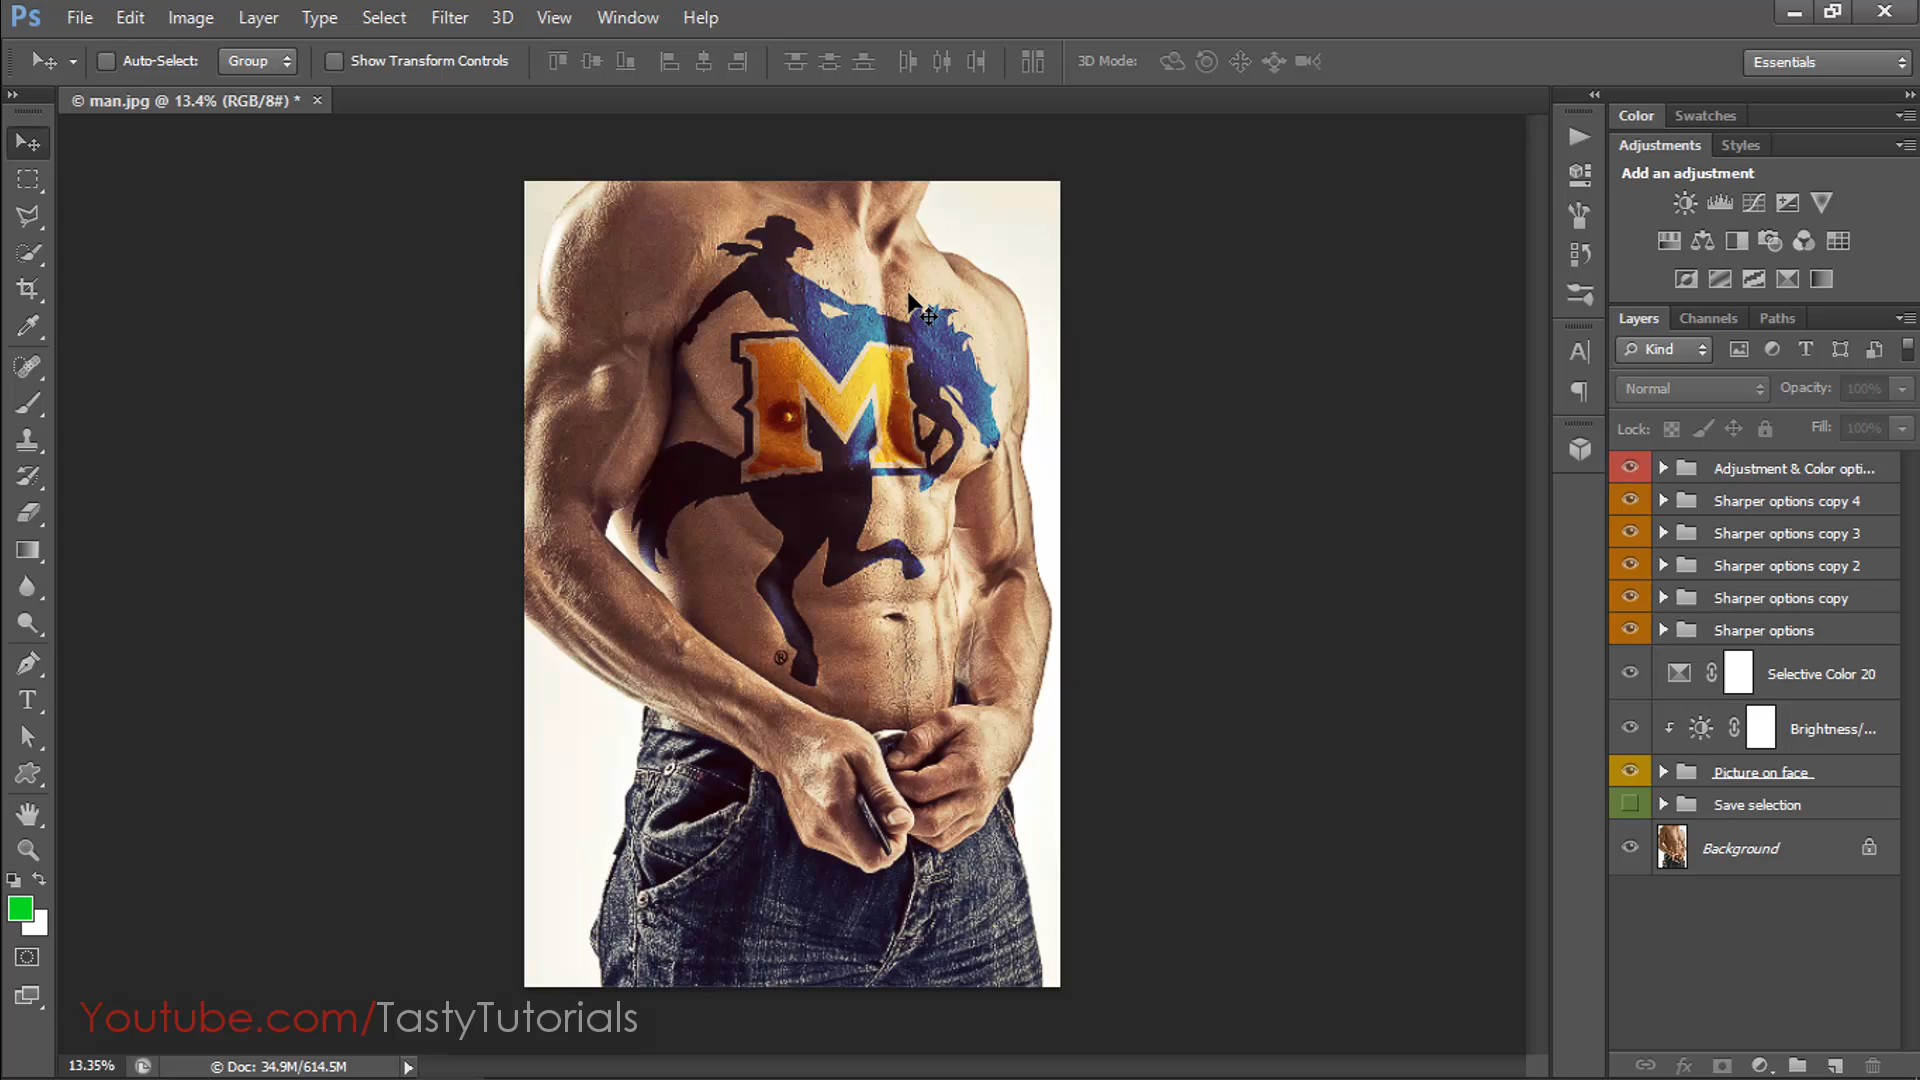 Ps File Edit Image Layer Type Select Filter 3D View Window Help
Auto-Select: Group Show Transform Controls 3D Mode: Essentials
© man.jpg @ 13.4% (RGB/8#) * ×
Color Swatches
Adjustments Styles
Add an adjustment
Layers Channels Paths
Kind
Normal Opacity: 100%
Lock: Fill: 100%
Adjustment & Color opti...
Sharper options copy 4
Sharper options copy 3
Sharper options copy 2
Sharper options copy
Sharper options
Selective Color 20
Brightness/...
Picture on face
Save selection
Background
M
®
Youtube.com/TastyTutorials
13.35% © Doc: 34.9M/614.5M